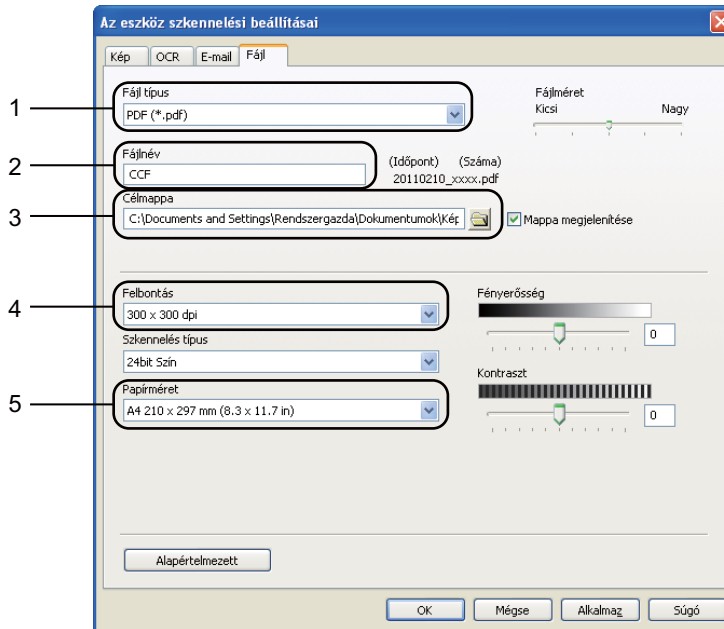 Az eszköz szkennelési beállításai
Kép OCR E-mail Fájl
1
Fájl típus
PDF (*.pdf)
Fájlméret
Kicsi Nagy
2
Fájlnév
CCF
(Időpont) (Száma)
20110210_xxxx.pdf
3
Célmappa
C:\Documents and Settings\Rendszergazda\Dokumentumok\Kép
Mappa megjelenítése
4
Felbontás
300 x 300 dpi
Fényerősség
0
Szkennelés típus
24bit Szín
Kontraszt
0
5
Papírméret
A4 210 x 297 mm (8.3 x 11.7 in)
Alapértelmezett
OK Mégse Alkalmaz Súgó